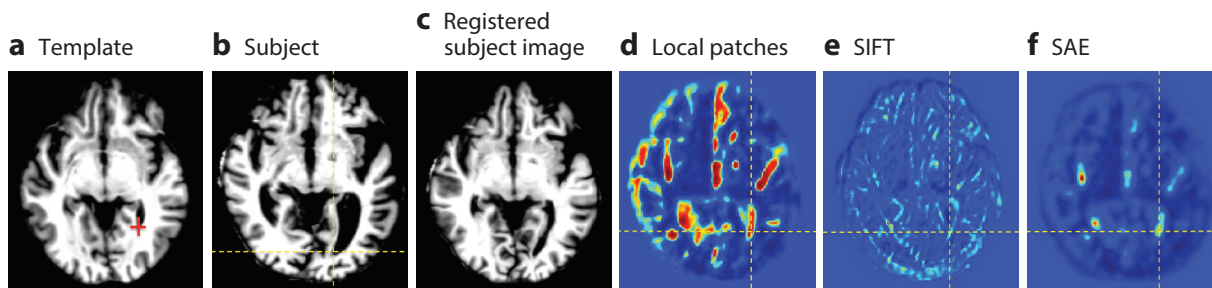 a Template
b Subject
c Registered
subject image
d Local patches
e SIFT
f SAE